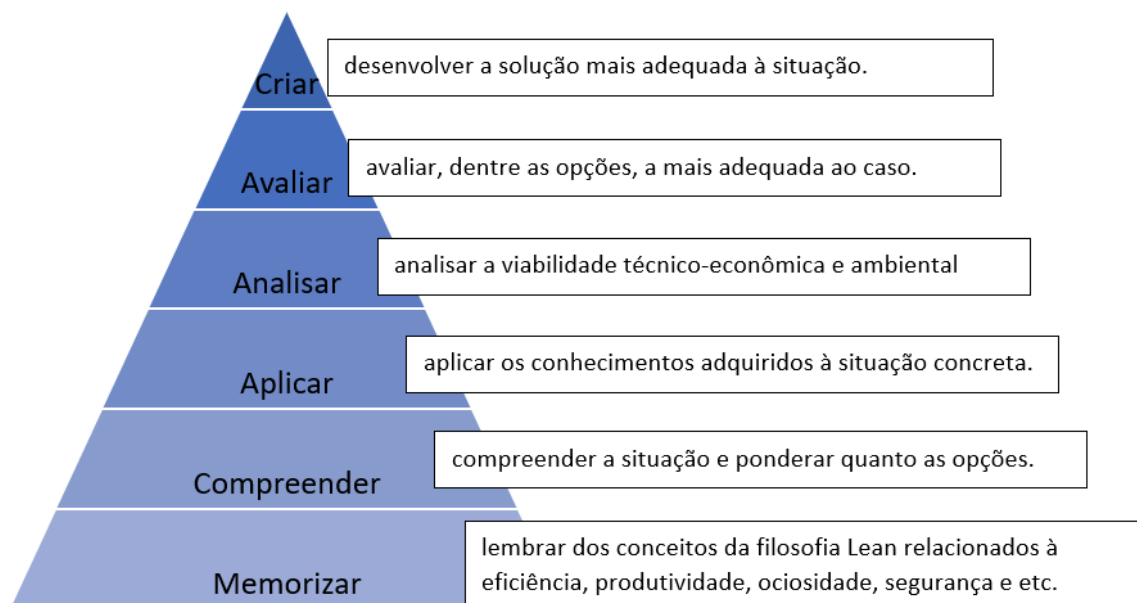 Criar
desenvolver a solução mais adequada à situação.
Avaliar
avaliar, dentre as opções, a mais adequada ao caso.
Analisar
analisar a viabilidade técnico-econômica e ambiental
Aplicar
aplicar os conhecimentos adquiridos à situação concreta.
Compreender
compreender a situação e ponderar quanto as opções.
Memorizar
lembrar dos conceitos da filosofia Lean relacionados à
eficiência, produtividade, ociosidade, segurança e etc.